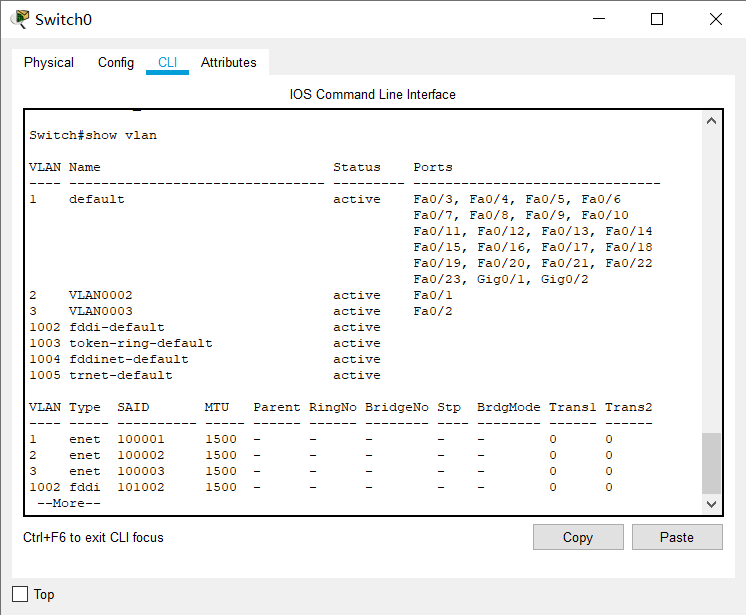 Switch0
Physical Config CLI Attributes
IOS Command Line Interface
Switch#show vlan
VLAN Name                             Status    Ports
---- -------------------------------- --------- -------------------------------
1    default                          active    Fa0/3, Fa0/4, Fa0/5, Fa0/6
                                                Fa0/7, Fa0/8, Fa0/9, Fa0/10
                                                Fa0/11, Fa0/12, Fa0/13, Fa0/14
                                                Fa0/15, Fa0/16, Fa0/17, Fa0/18
                                                Fa0/19, Fa0/20, Fa0/21, Fa0/22
                                                Fa0/23, Gig0/1, Gig0/2
2    VLAN0002                         active    Fa0/1
3    VLAN0003                         active    Fa0/2
1002 fddi-default                     active
1003 token-ring-default               active
1004 fddinet-default                  active
1005 trnet-default                    active
VLAN Type  SAID       MTU   Parent RingNo BridgeNo Stp  BrdgMode Trans1 Trans2
---- ----- ---------- ----- ------ ------ -------- ---- -------- ------ ------
1    enet  100001     1500  -      -      -        -    -        0      0
2    enet  100002     1500  -      -      -        -    -        0      0
3    enet  100003     1500  -      -      -        -    -        0      0
1002 fddi  101002     1500  -      -      -        -    -        0      0
 --More--
Ctrl+F6 to exit CLI focus
Copy Paste
Top